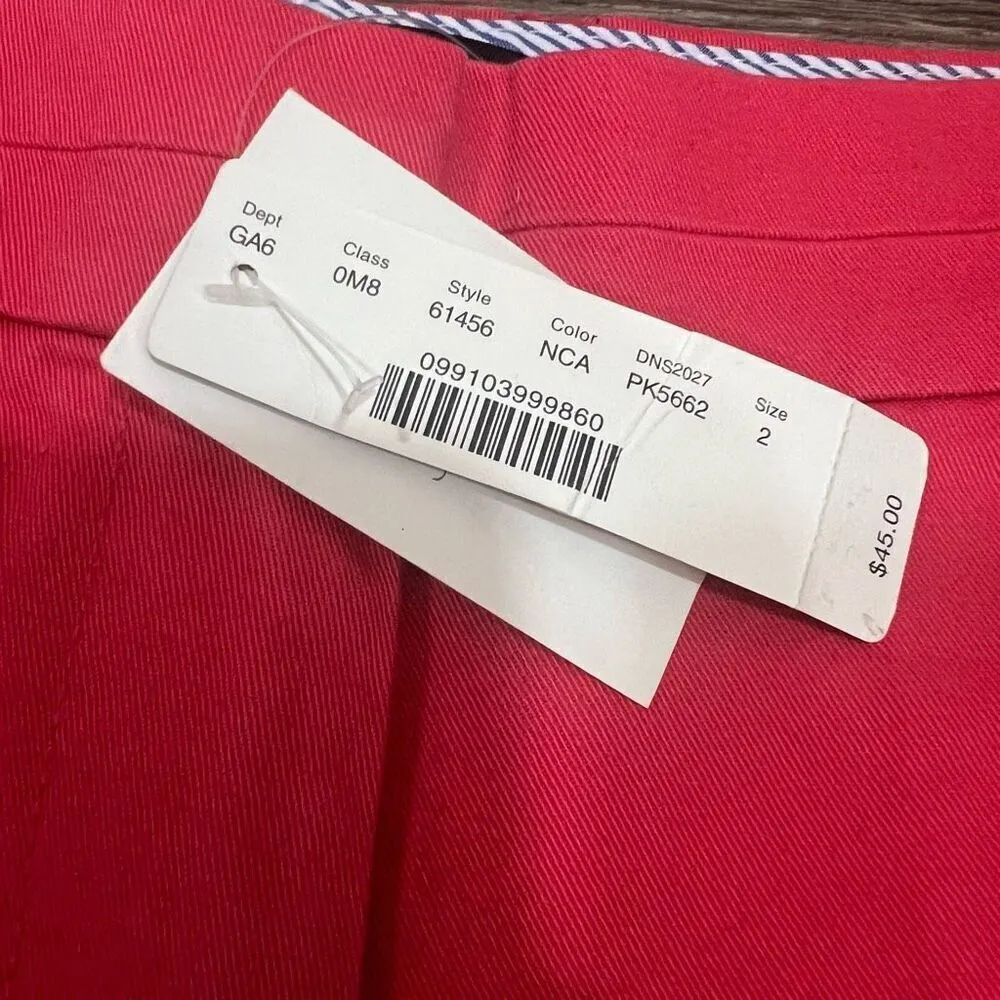 Dept
GA6
Class
0M8
Style
61456
Color
NCA
DNS2027
PK5662
Size
2
099103999860
$45.00